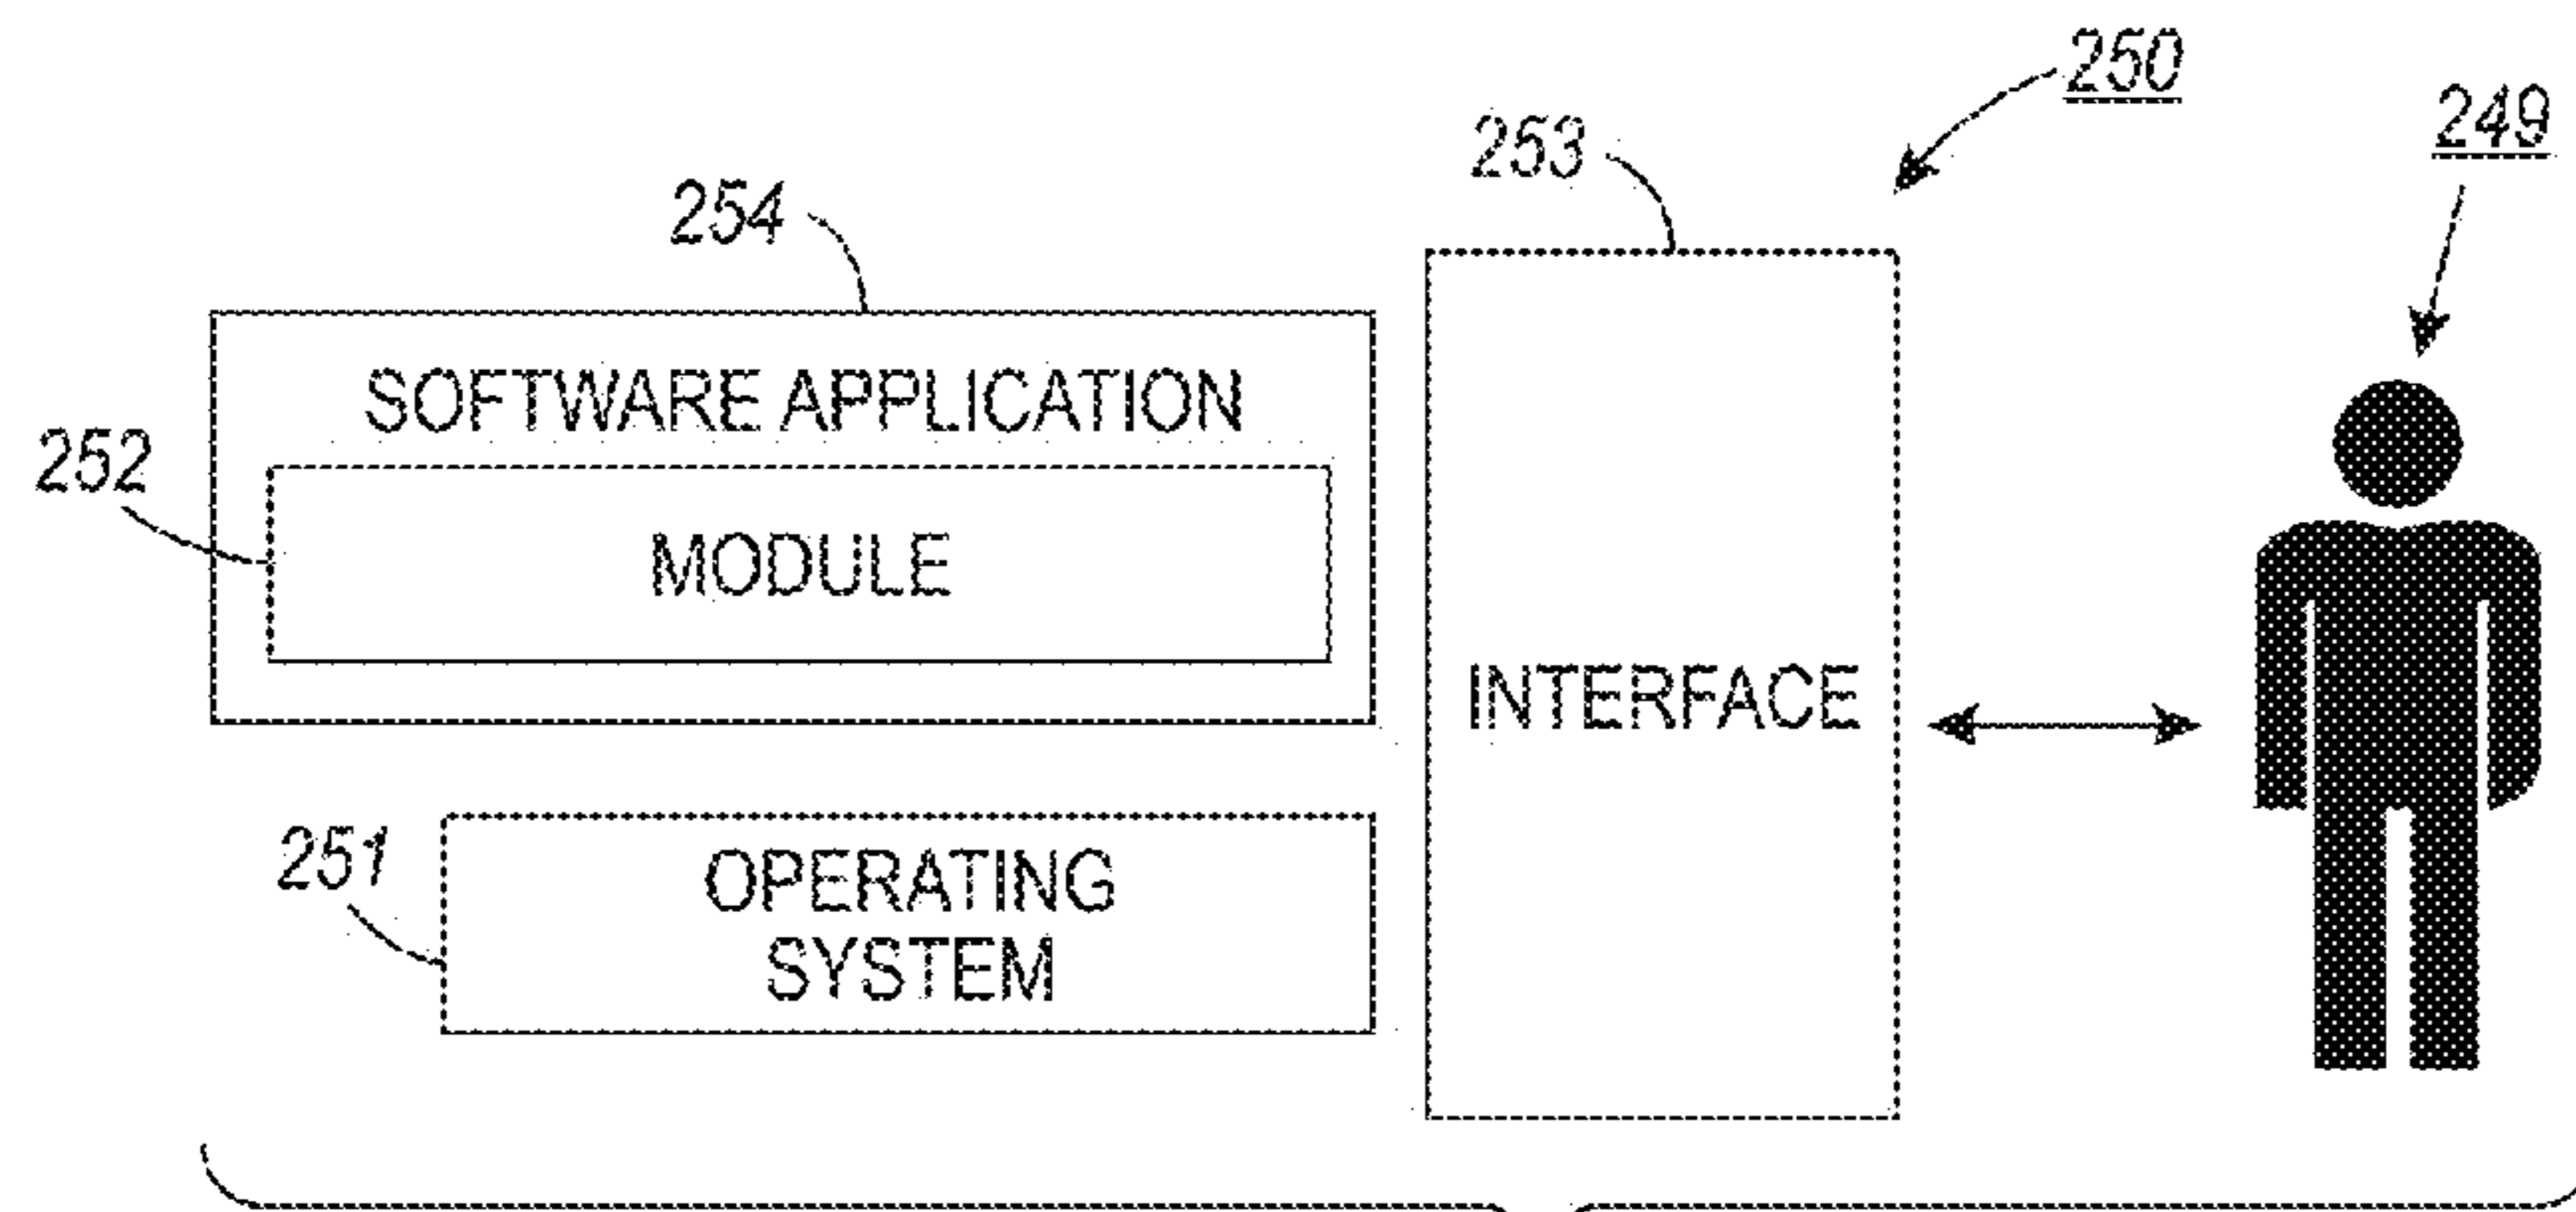 250
249
253
254
SOFTWARE APPLICATION
252
MODULE
INTERFACE
251
OPERATING
SYSTEM